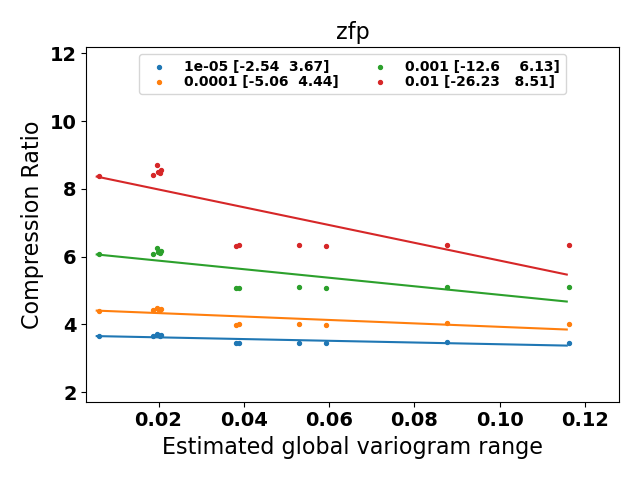 zfp
12
10
8
6
4
2
Compression Ratio
1e-05 [-2.54 3.67]
0.0001 [-5.06 4.44]
0.001 [-12.6 6.13]
0.01 [-26.23 8.51]
0.02 0.04 0.06 0.08 0.10 0.12
Estimated global variogram range